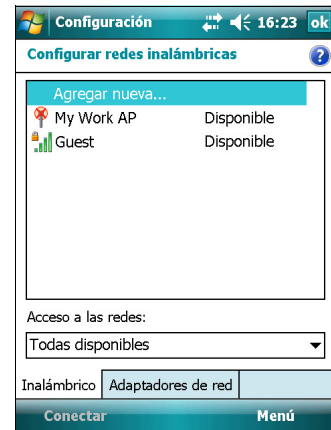 Configuración 16:23 ok
Configurar redes inalámbricas ?
Agregar nueva...
My Work AP Disponible
Guest Disponible
Acceso a las redes:
Todas disponibles
Inalámbrico Adaptadores de red
Conectar Menú